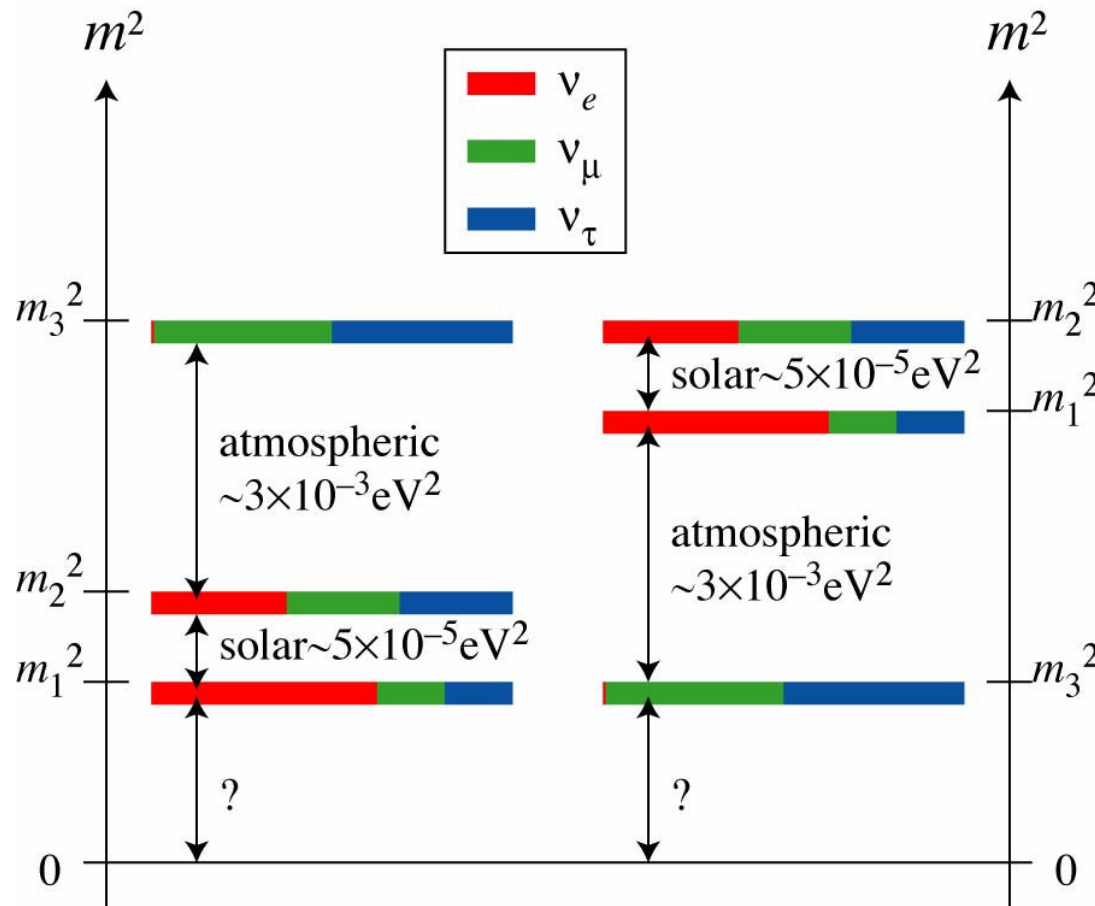 m²
m²
νe
νμ
ντ
m₃²
m₂²
solar~5×10⁻⁵eV²
m₁²
atmospheric
~3×10⁻³eV²
atmospheric
~3×10⁻³eV²
m₂²
solar~5×10⁻⁵eV²
m₁²
m₃²
?
?
0
0